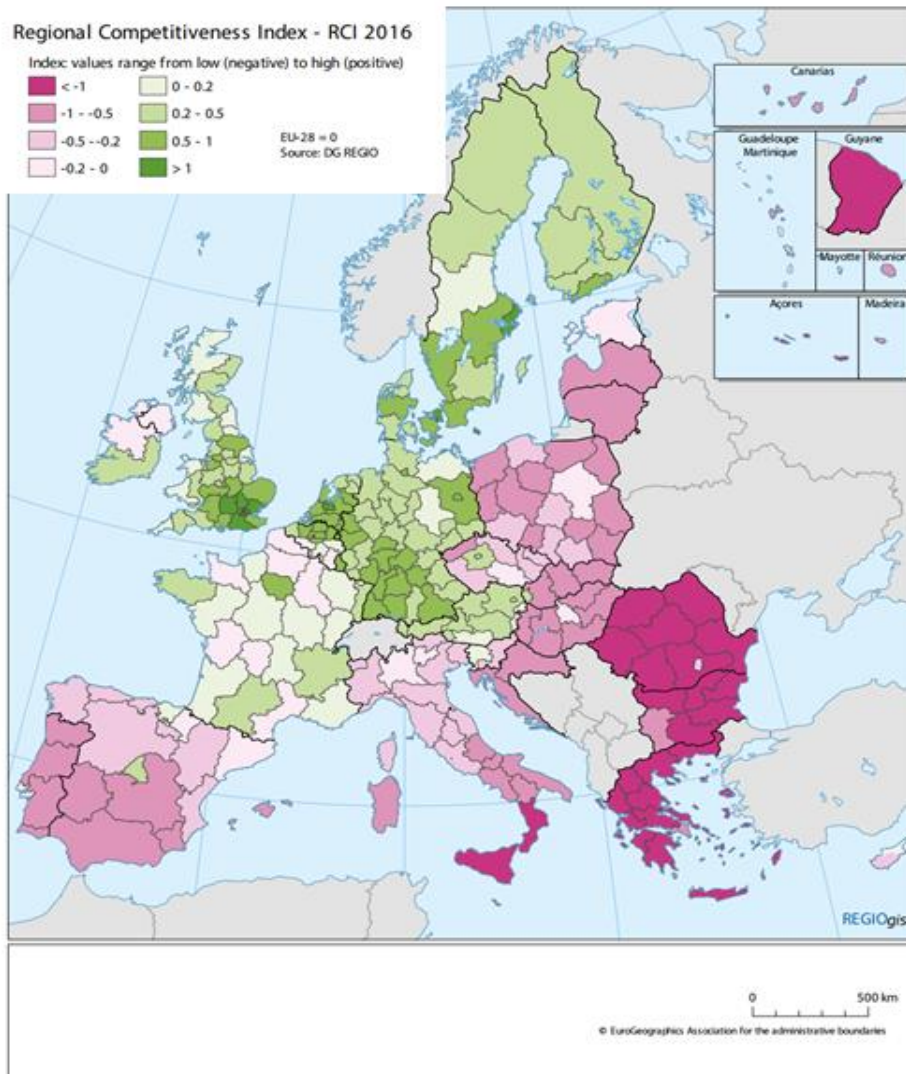 Regional Competitiveness Index - RCI 2016
Index: values range from low (negative) to high (positive)
< -1
-1 - -0.5
-0.5 - -0.2
-0.2 - 0
0 - 0.2
0.2 - 0.5
0.5 - 1
> 1
EU-28 = 0
Source: DG REGIO
Canarias
Guadeloupe
Martinique
Guyane
Mayotte
Réunion
Açores
Madeira
REGIOgis
0 500 km
© EuroGeographics Association for the administrative boundaries